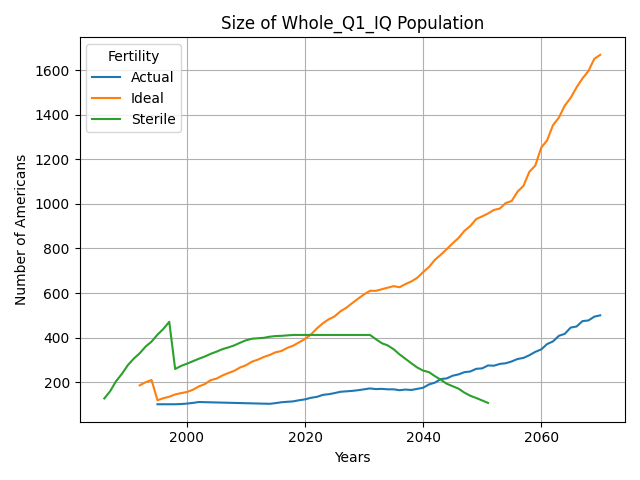 Size of Whole_Q1_IQ Population
Fertility
Actual
Ideal
Sterile
Number of Americans
1600
1400
1200
1000
800
600
400
200
2000
2020
2040
2060
Years